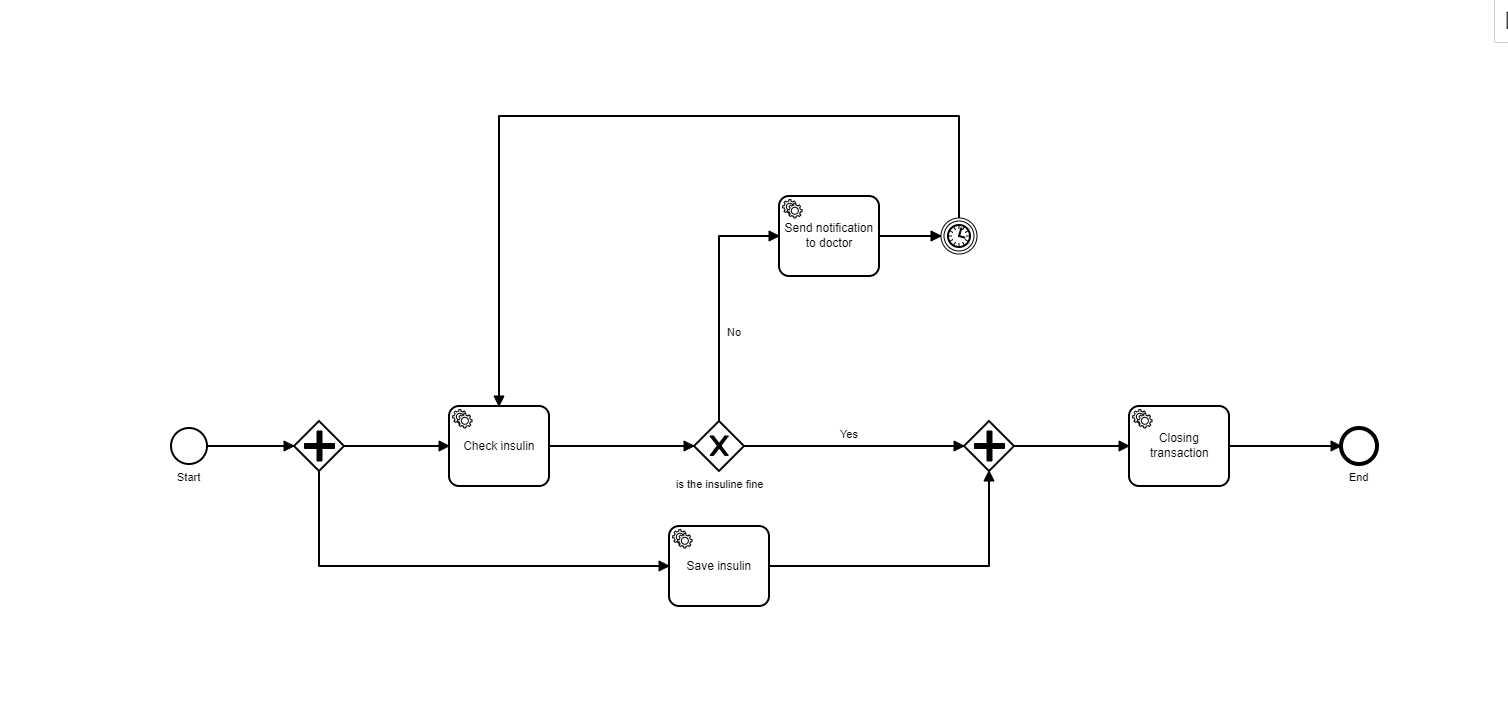 Send notification
to doctor
No
Start
Check insulin
is the insuline fine
Yes
Closing
transaction
End
Save insulin